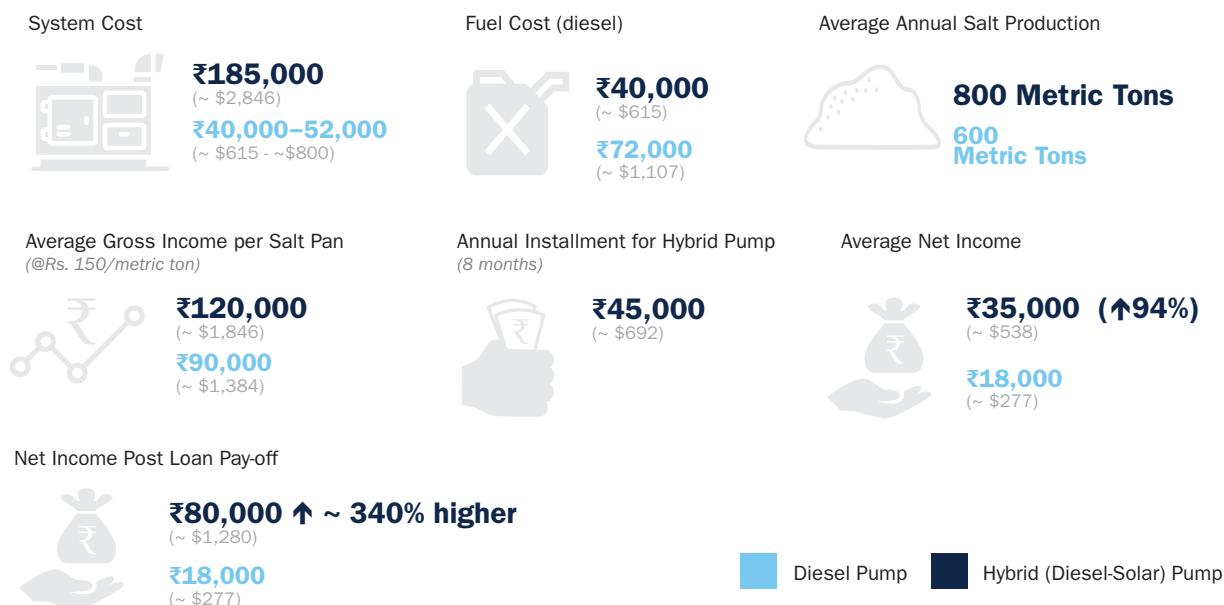 System Cost
₹185,000
(~ $2,846)
₹40,000–52,000
(~ $615 - ~$800)
Fuel Cost (diesel)
₹40,000
(~ $615)
₹72,000
(~ $1,107)
Average Annual Salt Production
800 Metric Tons
600
Metric Tons
Average Gross Income per Salt Pan
(@Rs. 150/metric ton)
₹
₹120,000
(~ $1,846)
₹90,000
(~ $1,384)
Annual Installment for Hybrid Pump
(8 months)
₹
₹45,000
(~ $692)
Average Net Income
₹
₹35,000 (↑94%)
(~ $538)
₹18,000
(~ $277)
Net Income Post Loan Pay-off
₹
₹80,000 ↑ ~ 340% higher
(~ $1,280)
₹18,000
(~ $277)
Diesel Pump
Hybrid (Diesel-Solar) Pump